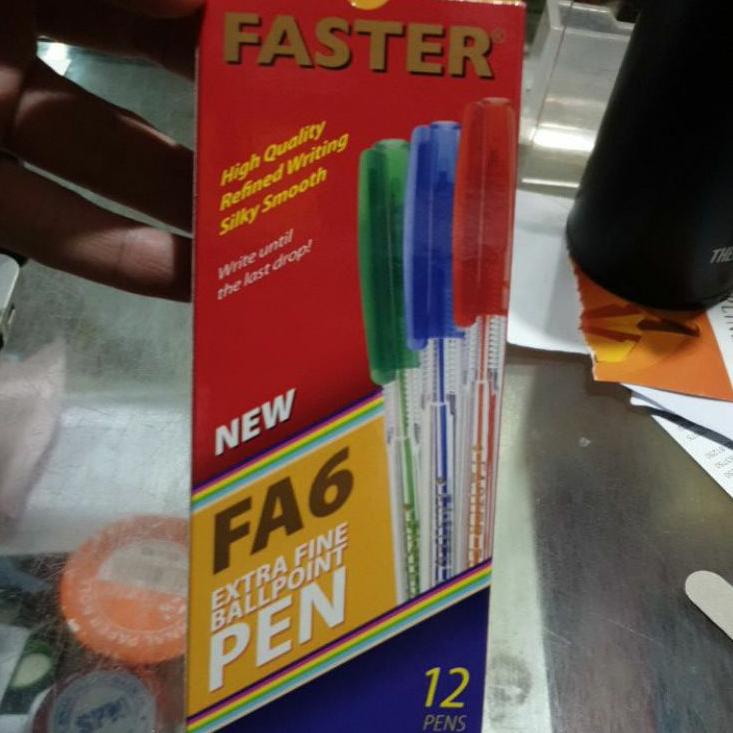 FASTER®
High Quality
Refined Writing
Silky Smooth
Write until
the last drop!
NEW
FA6
EXTRA FINE
BALLPOINT
PEN
12
PENS